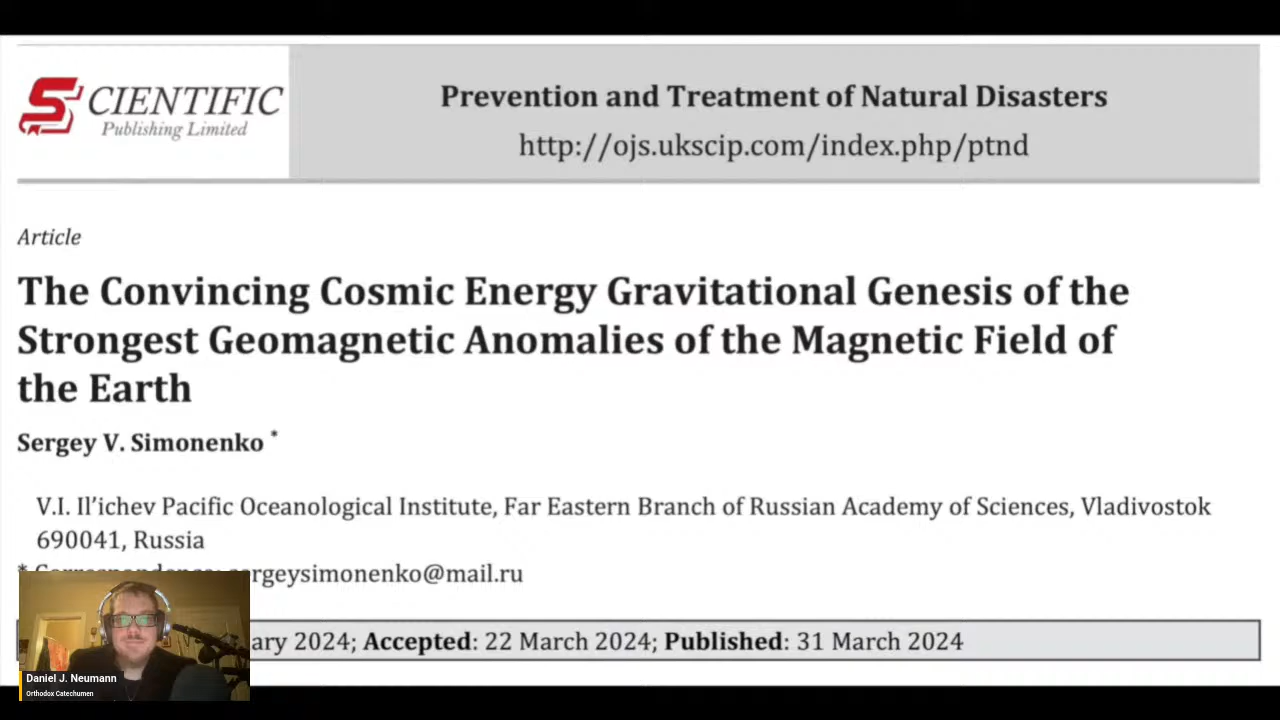 SCIENTIFIC
Publishing Limited
Prevention and Treatment of Natural Disasters
http://ojs.ukscip.com/index.php/ptnd
Article
The Convincing Cosmic Energy Gravitational Genesis of the
Strongest Geomagnetic Anomalies of the Magnetic Field of
the Earth
Sergey V. Simonenko *
V.I. Il’ichev Pacific Oceanological Institute, Far Eastern Branch of Russian Academy of Sciences, Vladivostok
690041, Russia
ergeysimonenko@mail.ru
ary 2024; Accepted: 22 March 2024; Published: 31 March 2024
Daniel J. Neumann
Orthodox Catechumen